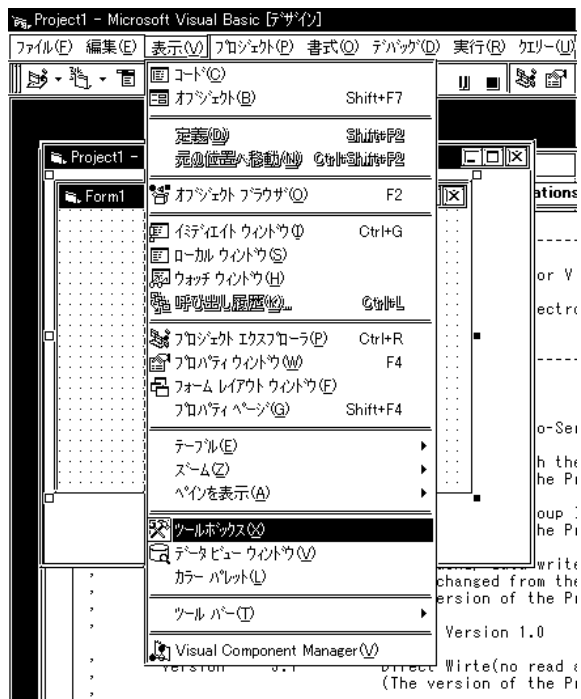 Project1 - Microsoft Visual Basic [ﾃﾞｻﾞｲﾝ]
ﾌｧｲﾙ(F) 編集(E) 表示(V) ﾌﾟﾛｼﾞｪｸﾄ(P) 書式(O) ﾃﾞﾊﾞｯｸﾞ(D) 実行(R) ｸｴﾘｰ(U)
ｺｰﾄﾞ(C)
ｵﾌﾞｼﾞｪｸﾄ(B) Shift+F7
定義(D) Shift+F2
元の位置へ移動(N) Ctrl+Shift+F2
Project1 -
Form1
ations
ｵﾌﾞｼﾞｪｸﾄ ﾌﾞﾗｳｻﾞ(O) F2
ｲﾐﾃﾞｨｴｲﾄ ｳｨﾝﾄﾞｳ(I) Ctrl+G
ﾛｰｶﾙ ｳｨﾝﾄﾞｳ(S)
ｳｫｯﾁ ｳｨﾝﾄﾞｳ(H)
呼び出し履歴(K)... Ctrl+L
or V
ectro
ﾌﾟﾛｼﾞｪｸﾄ ｴｸｽﾌﾟﾛｰﾗ(P) Ctrl+R
ﾌﾟﾛﾊﾟﾃｨ ｳｨﾝﾄﾞｳ(W) F4
ﾌｫｰﾑ ﾚｲｱｳﾄ ｳｨﾝﾄﾞｳ(F)
ﾌﾟﾛﾊﾟﾃｨ ﾍﾟｰｼﾞ(G) Shift+F4
ﾃｰﾌﾞﾙ(E)
ｽﾞｰﾑ(Z)
ﾍﾟｲﾝを表示(A)
o-Ser
h the
he Pr
oup I
he Pr
ﾂｰﾙﾎﾞｯｸｽ(X)
ﾃﾞｰﾀ ﾋﾞｭｰ ｳｨﾝﾄﾞｳ(V)
ｶﾗｰ ﾊﾟﾚｯﾄ(L)
ﾂｰﾙ ﾊﾞｰ(T)
Visual Component Manager(V)
write
changed from the
ersion of the Pr
Version 1.0
Direct Wirte(no read a
(The version of the Pr